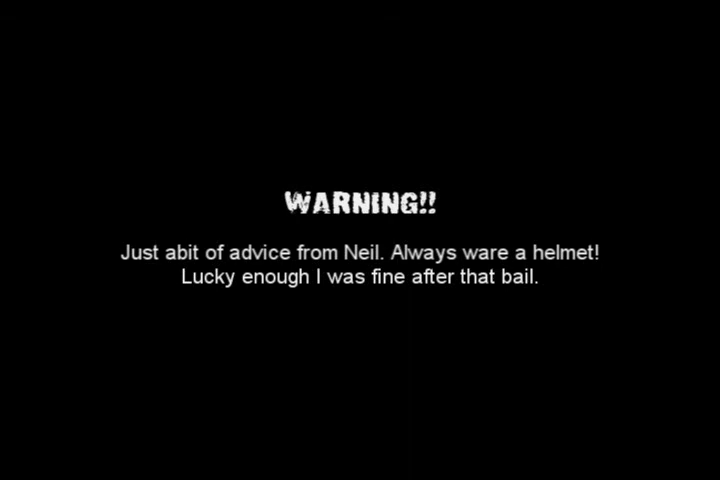 WARNING!!
Just abit of advice from Neil. Always ware a helmet!
Lucky enough I was fine after that bail.